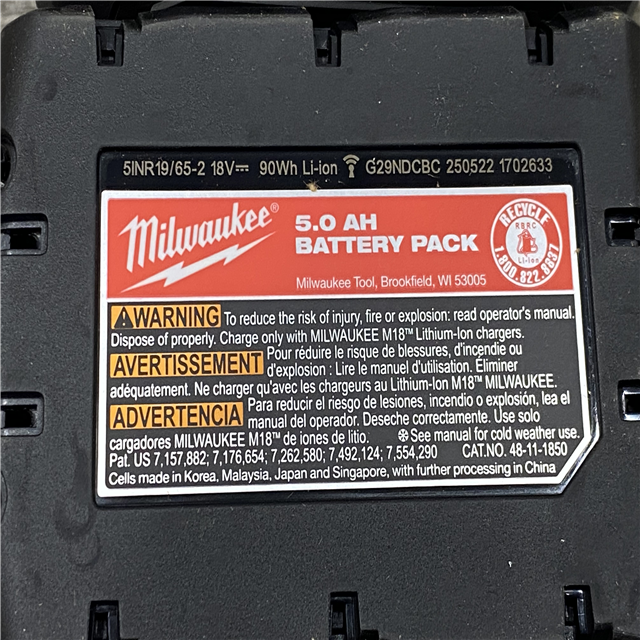 5INR19/65-2 18V⎓ 90Wh Li-ion G29NDCBC 250522 1702633
Milwaukee®
5.0 AH
BATTERY PACK
Milwaukee Tool, Brookfield, WI 53005
RECYCLE
RBRC
Li-Ion
1.800.822.8837
⚠WARNING To reduce the risk of injury, fire or explosion: read operator's manual.
Dispose of properly. Charge only with MILWAUKEE M18™ Lithium-Ion chargers.
AVERTISSEMENT Pour réduire le risque de blessures, d'incendie ou
d'explosion : Lire le manuel d'utilisation. Éliminer
adéquatement. Ne charger qu'avec les chargeurs au Lithium-Ion M18™ MILWAUKEE.
ADVERTENCIA Para reducir el riesgo de lesiones, incendio o explosión, lea el
manual del operador. Deseche correctamente. Use solo
cargadores MILWAUKEE M18™ de iones de litio. ❄See manual for cold weather use.
Pat. US 7,157,882; 7,176,654; 7,262,580; 7,492,124; 7,554,290 CAT.NO. 48-11-1850
Cells made in Korea, Malaysia, Japan and Singapore, with further processing in China